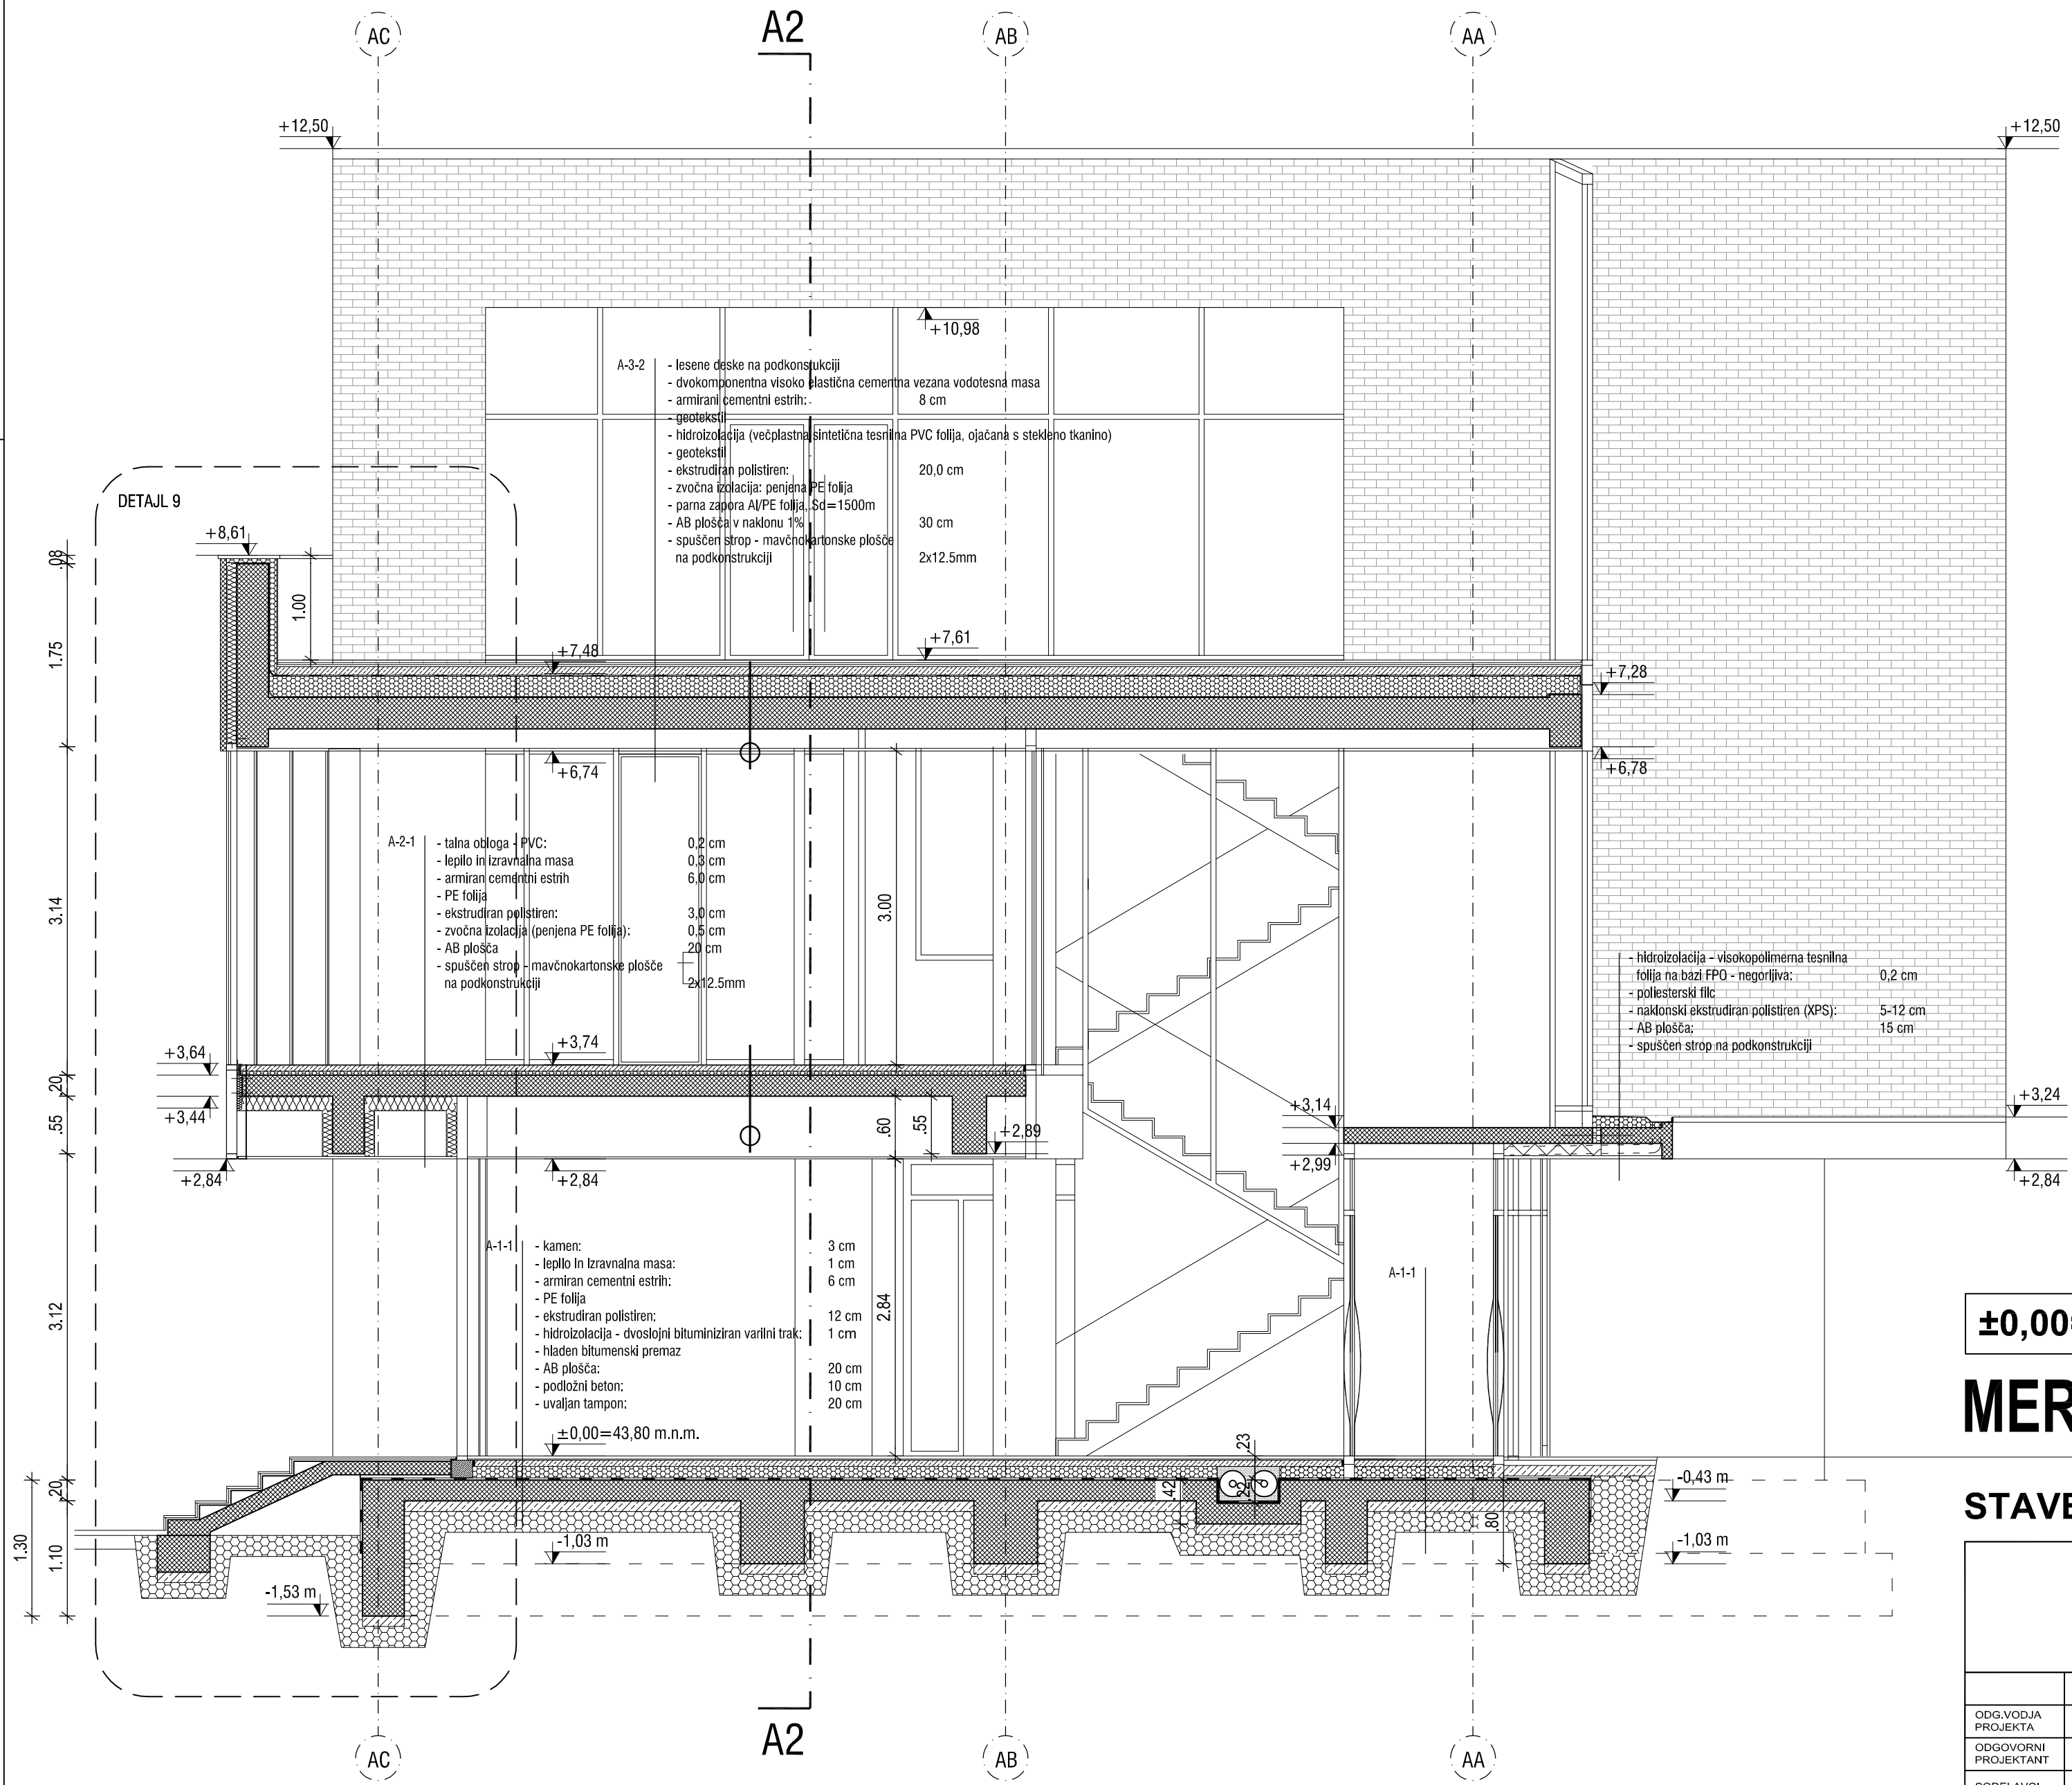 AC
A2
AB
AA
+12,50
+12,50
+10,98
A-3-2
- lesene deske na podkonstukciji
- dvokomponentna visoko elastična cementna vezana vodotesna masa
- armirani cementni estrih: 8 cm
- geotekstil
- hidroizolacija (večplastna sintetična tesnilna PVC folija, ojačana s stekleno tkanino)
- geotekstil
- ekstrudiran polistiren: 20,0 cm
- zvočna izolacija: penjena PE folija
- parna zapora Al/PE folija, Sd=1500m
- AB plošča v naklonu 1% 30 cm
- spuščen strop - mavčnokartonske plošče
na podkonstrukciji 2x12.5mm
DETAJL 9
+8,61
.08
1.00
1.75
+7,48
+7,61
+7,28
+6,74
+6,78
A-2-1
- talna obloga - PVC: 0,2 cm
- lepilo in izravnalna masa 0,3 cm
- armiran cementni estrih 6,0 cm
- PE folija
- ekstrudiran polistiren: 3,0 cm
- zvočna izolacija (penjena PE folija): 0,5 cm
- AB plošča 20 cm
- spuščen strop - mavčnokartonske plošče
na podkonstrukciji 2x12.5mm
3.14
3.00
- hidroizolacija - visokopolimerna tesnilna
folija na bazi FPO - negorljiva: 0,2 cm
- poliesterski filc
- naklonski ekstrudiran polistiren (XPS): 5-12 cm
- AB plošča: 15 cm
- spuščen strop na podkonstrukciji
+3,64
+3,74
.20
+3,44
.55
.60
.55
+2,89
+3,14
+2,99
+3,24
+2,84
+2,84
+2,84
A-1-1
- kamen: 3 cm
- lepilo in izravnalna masa: 1 cm
- armiran cementni estrih: 6 cm
- PE folija
- ekstrudiran polistiren: 12 cm
- hidroizolacija - dvoslojni bituminiziran varilni trak: 1 cm
- hladen bitumenski premaz
- AB plošča: 20 cm
- podložni beton: 10 cm
- uvaljan tampon: 20 cm
3.12
2.84
A-1-1
±0,00=43,80 m.n.m.
±0,00=
MER
STAVE
.23
.22
.42
.80
.20
1.30
1.10
-0,43 m
-1,03 m
-1,03 m
-1,53 m
ODG.VODJA
PROJEKTA
ODGOVORNI
PROJEKTANT
AC
A2
AB
AA